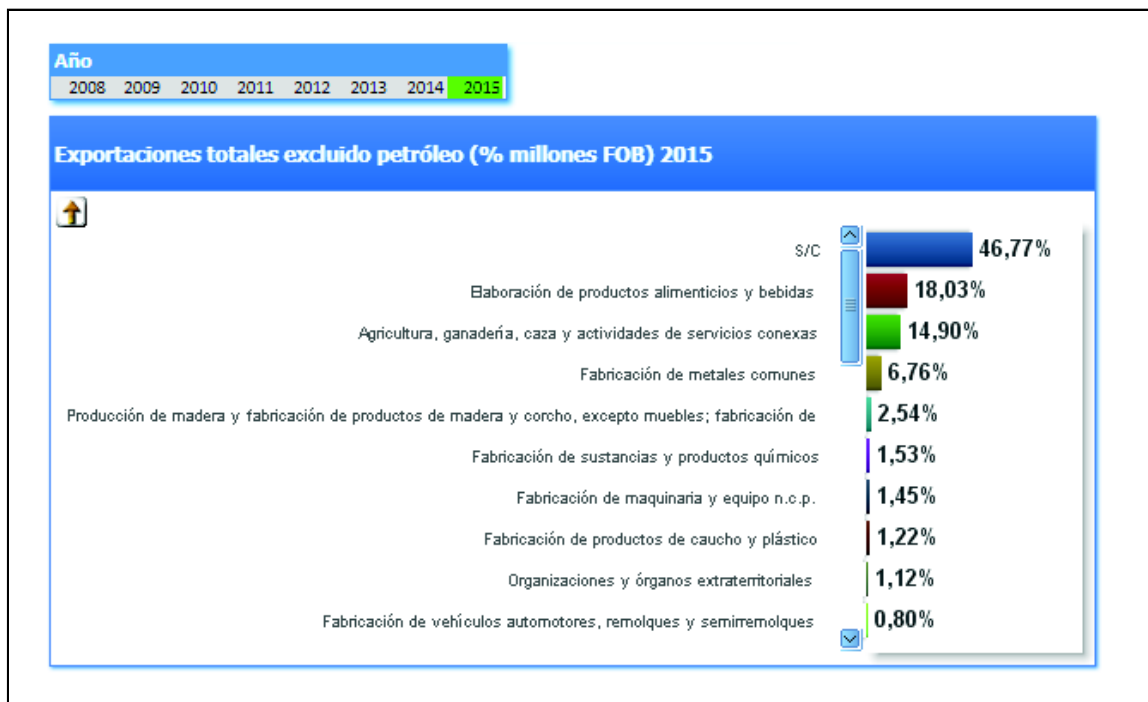 Año
2008 2009 2010 2011 2012 2013 2014 2015
Exportaciones totales excluido petróleo (% millones FOB) 2015
S/C 46,77%
Elaboración de productos alimenticios y bebidas 18,03%
Agricultura, ganadería, caza y actividades de servicios conexas 14,90%
Fabricación de metales comunes 6,76%
Producción de madera y fabricación de productos de madera y corcho, excepto muebles; fabricación de 2,54%
Fabricación de sustancias y productos químicos 1,53%
Fabricación de maquinaria y equipo n.c.p. 1,45%
Fabricación de productos de caucho y plástico 1,22%
Organizaciones y órganos extraterritoriales 1,12%
Fabricación de vehículos automotores, remolques y semirremolques 0,80%